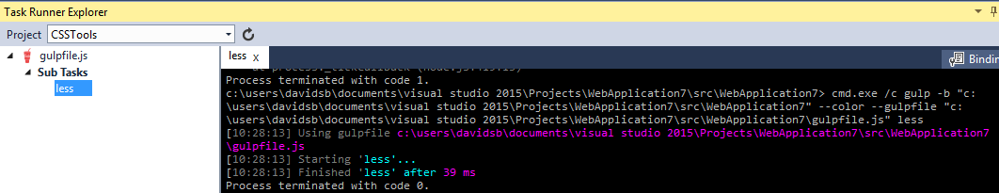 Task Runner Explorer
Project CSSTools
gulpfile.js
Sub Tasks
less
less x
Bindin
Process terminated with code 1.
c:\users\davidsb\documents\visual studio 2015\Projects\WebApplication7\src\WebApplication7> cmd.exe /c gulp -b "c:
\users\davidsb\documents\visual studio 2015\Projects\WebApplication7\src\WebApplication7" --color --gulpfile "c:
\users\davidsb\documents\visual studio 2015\Projects\WebApplication7\src\WebApplication7\gulpfile.js" less
[10:28:13] Using gulpfile c:\users\davidsb\documents\visual studio 2015\Projects\WebApplication7\src\WebApplication7
\gulpfile.js
[10:28:13] Starting 'less'...
[10:28:13] Finished 'less' after 39 ms
Process terminated with code 0.